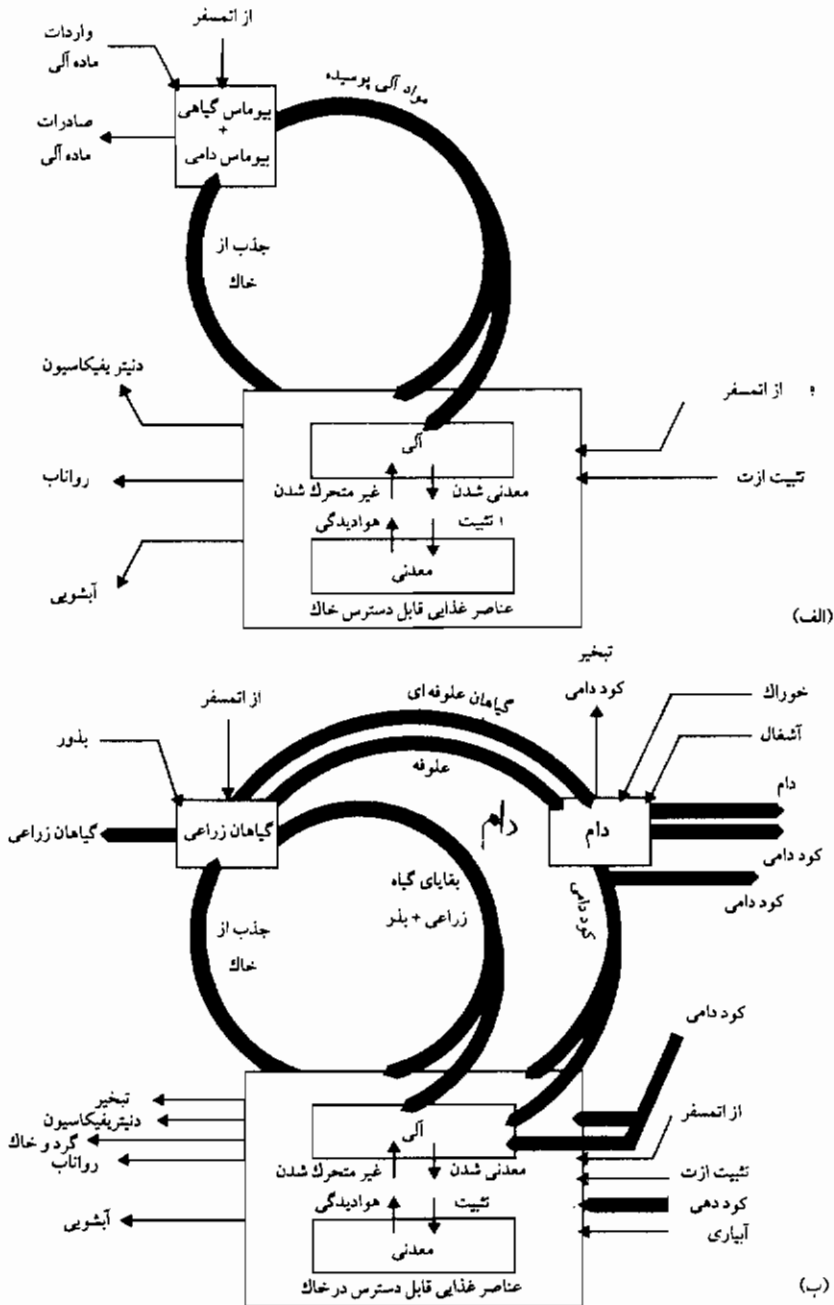 از اتمسفر
واردات
ماده آلی
مواد آلی پوسیده
بیوماس گیاهی
+
بیوماس دامی
صادرات
ماده آلی
جذب از
خاک
دنیتریفیکاسیون
از اتمسفر
آلی
رواناب
تثبیت ازت
غیر متحرک شدن
معدنی شدن
هوادیدگی
تثبیت
معدنی
آبشویی
عناصر غذایی قابل دسترس خاک
(الف)
تبخیر
کود دامی
گیاهان علوفه ای
خوراک
از اتمسفر
بذور
آشغال
علوفه
دام
گیاهان زراعی
گیاهان زراعی
دام
دام
کود دامی
بقایای گیاه
زراعی + بذر
کود دامی
کود دامی
جذب از
خاک
کود دامی
تبخیر
دنیتریفیکاسیون
گرد و خاک
رواناب
آلی
از اتمسفر
غیر متحرک شدن
معدنی شدن
تثبیت ازت
هوادیدگی
تثبیت
کود دهی
آبشویی
معدنی
آبیاری
عناصر غذایی قابل دسترس در خاک
(ب)